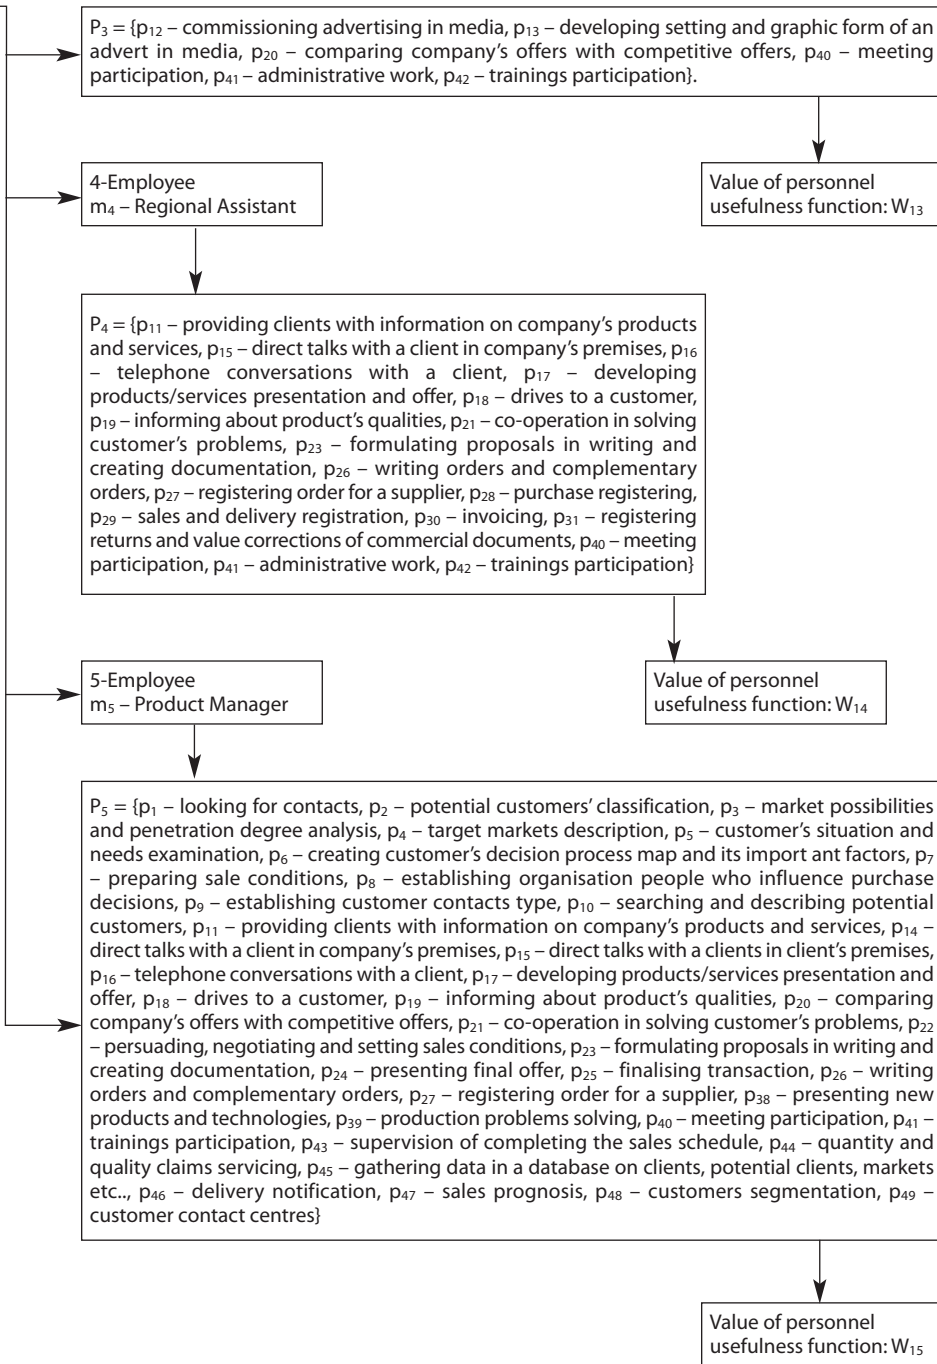 P₃ = {p₁₂ – commissioning advertising in media, p₁₃ – developing setting and graphic form of an
advert in media, p₂₀ – comparing company's offers with competitive offers, p₄₀ – meeting
participation, p₄₁ – administrative work, p₄₂ – trainings participation}.
4-Employee
m₄ – Regional Assistant
Value of personnel
usefulness function: W₁₃
P₄ = {p₁₁ – providing clients with information on company's products
and services, p₁₅ – direct talks with a client in company's premises, p₁₆
– telephone conversations with a client, p₁₇ – developing
products/services presentation and offer, p₁₈ – drives to a customer,
p₁₉ – informing about product's qualities, p₂₁ – co-operation in solving
customer's problems, p₂₃ – formulating proposals in writing and
creating documentation, p₂₆ – writing orders and complementary
orders, p₂₇ – registering order for a supplier, p₂₈ – purchase registering,
p₂₉ – sales and delivery registration, p₃₀ – invoicing, p₃₁ – registering
returns and value corrections of commercial documents, p₄₀ – meeting
participation, p₄₁ – administrative work, p₄₂ – trainings participation}
5-Employee
m₅ – Product Manager
Value of personnel
usefulness function: W₁₄
P₅ = {p₁ – looking for contacts, p₂ – potential customers' classification, p₃ – market possibilities
and penetration degree analysis, p₄ – target markets description, p₅ – customer's situation and
needs examination, p₆ – creating customer's decision process map and its import ant factors, p₇
– preparing sale conditions, p₈ – establishing organisation people who influence purchase
decisions, p₉ – establishing customer contacts type, p₁₀ – searching and describing potential
customers, p₁₁ – providing clients with information on company's products and services, p₁₄ –
direct talks with a client in company's premises, p₁₅ – direct talks with a clients in client's premises,
p₁₆ – telephone conversations with a client, p₁₇ – developing products/services presentation and
offer, p₁₈ – drives to a customer, p₁₉ – informing about product's qualities, p₂₀ – comparing
company's offers with competitive offers, p₂₁ – co-operation in solving customer's problems, p₂₂
– persuading, negotiating and setting sales conditions, p₂₃ – formulating proposals in writing and
creating documentation, p₂₄ – presenting final offer, p₂₅ – finalising transaction, p₂₆ – writing
orders and complementary orders, p₂₇ – registering order for a supplier, p₃₈ – presenting new
products and technologies, p₃₉ – production problems solving, p₄₀ – meeting participation, p₄₁ –
trainings participation, p₄₃ – supervision of completing the sales schedule, p₄₄ – quantity and
quality claims servicing, p₄₅ – gathering data in a database on clients, potential clients, markets
etc.., p₄₆ – delivery notification, p₄₇ – sales prognosis, p₄₈ – customers segmentation, p₄₉ –
customer contact centres}
Value of personnel
usefulness function: W₁₅